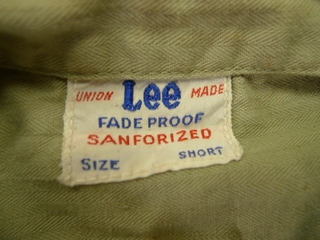 UNION Lee MADE
FADE PROOF
SANFORIZED
SIZE SHORT